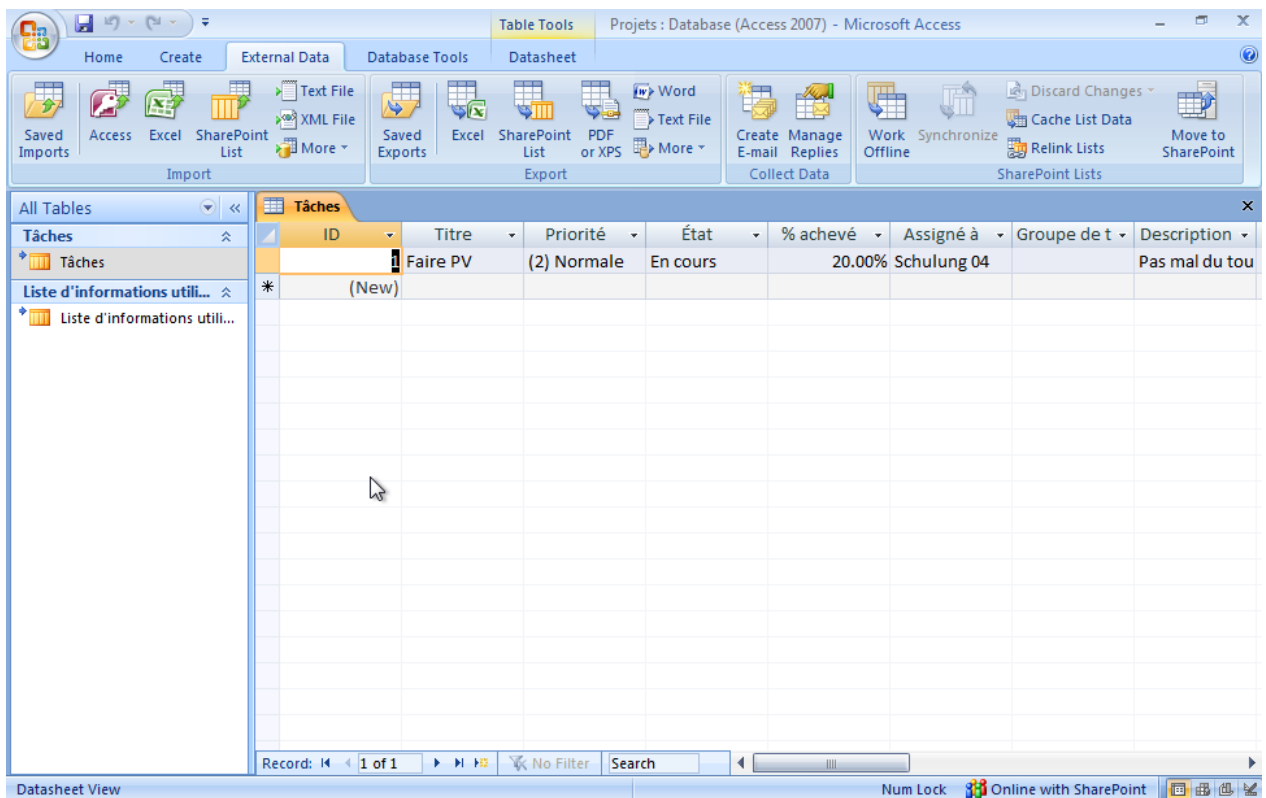 Table Tools Projets : Database (Access 2007) - Microsoft Access
Home Create External Data Database Tools Datasheet
Saved Imports
Access
Excel
SharePoint List
Text File
XML File
More
Import
Saved Exports
Excel
SharePoint List
PDF or XPS
Word
Text File
More
Export
Create E-mail
Manage Replies
Collect Data
Work Offline
Synchronize
Discard Changes
Cache List Data
Relink Lists
Move to SharePoint
SharePoint Lists
All Tables
Tâches
Tâches
Liste d'informations utili...
Liste d'informations utili...
Tâches
ID Titre Priorité État % achevé Assigné à Groupe de t Description
1 Faire PV (2) Normale En cours 20.00% Schulung 04 Pas mal du tou
(New)
Record: 1 of 1 No Filter Search
Datasheet View Num Lock Online with SharePoint